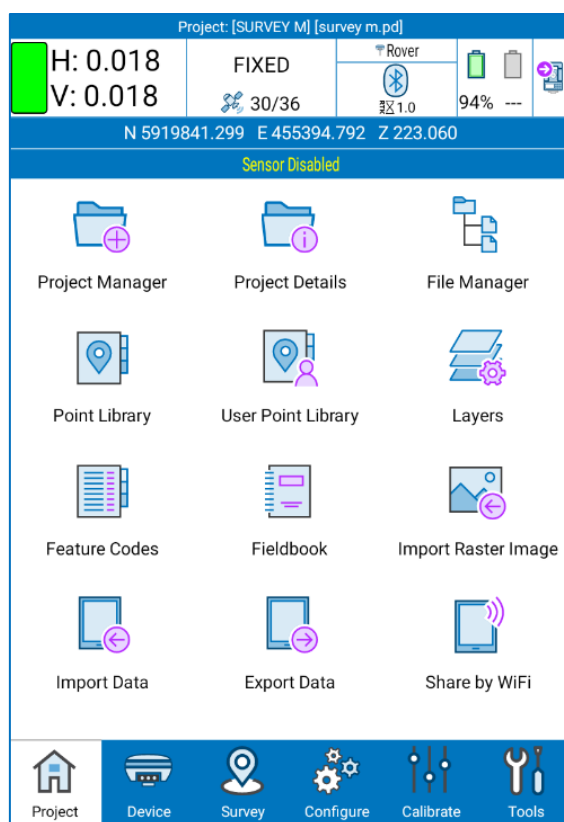 Project: [SURVEY M] [survey m.pd]
H: 0.018
V: 0.018
FIXED
30/36
Rover
1.0
94% ---
N 5919841.299 E 455394.792 Z 223.060
Sensor Disabled
Project Manager Project Details File Manager
Point Library User Point Library Layers
Feature Codes Fieldbook Import Raster Image
Import Data Export Data Share by WiFi
Project Device Survey Configure Calibrate Tools